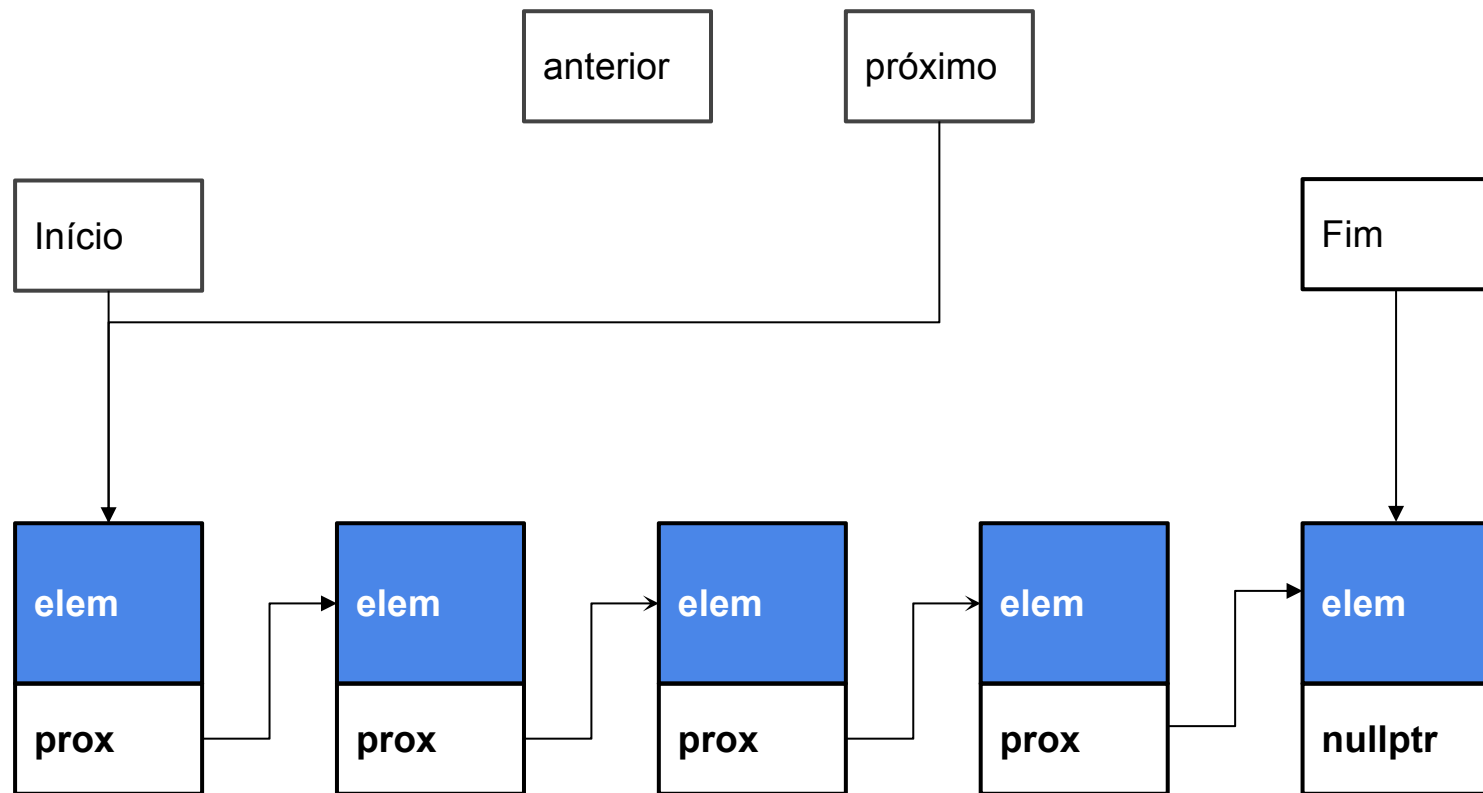 anterior
próximo
Início
Fim
elem
elem
elem
elem
elem
prox
prox
prox
prox
nullptr